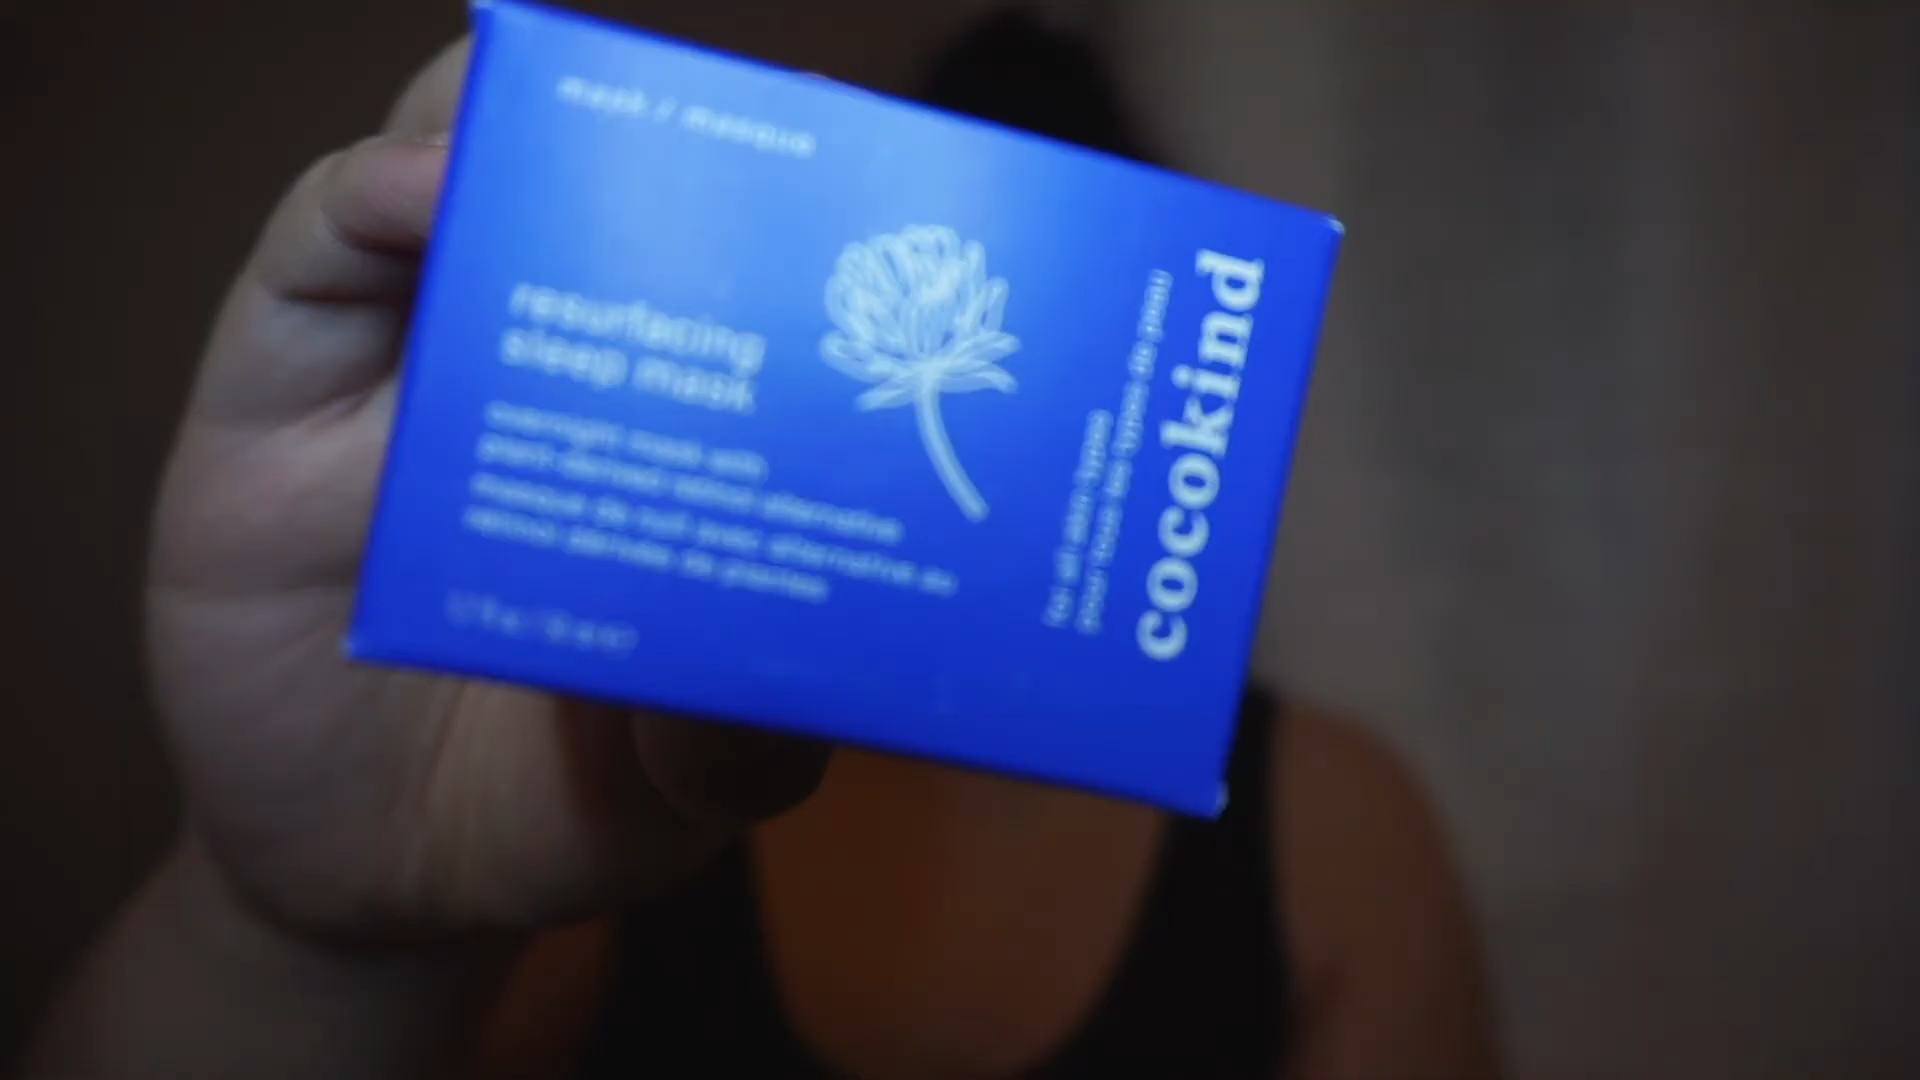 mask / masque
resurfacing
sleep mask
overnight mask with
plant-derived retinol alternative
masque de nuit avec alternative au
rétinol dérivée de plantes
for all skin types
pour tous les types de peau
cocokind